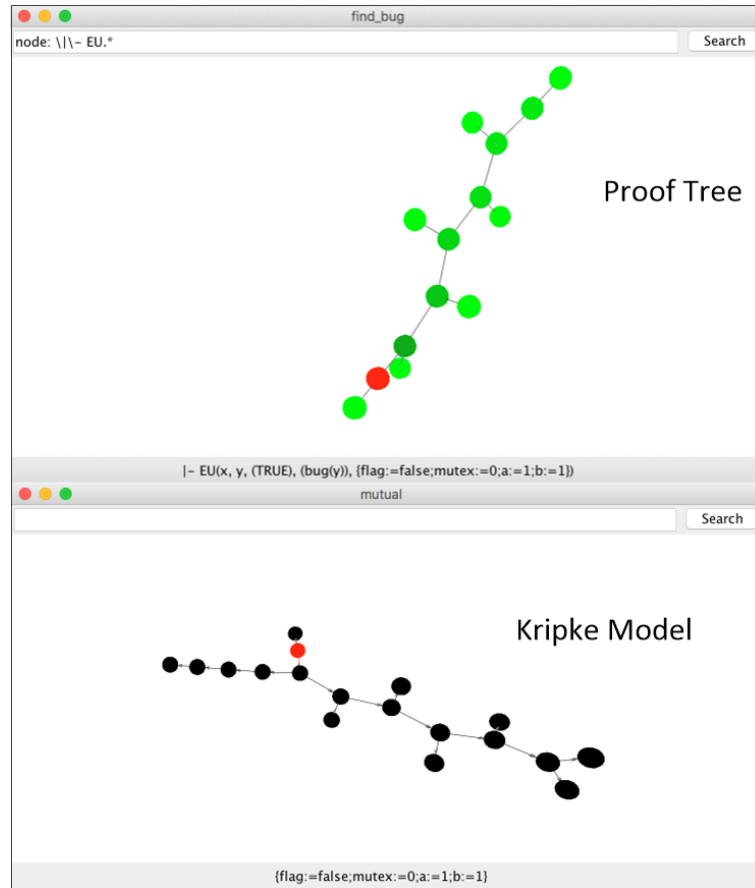 find_bug
node: \|\- EU.*
Search
Proof Tree
|- EU(x, y, (TRUE), (bug(y)), {flag:=false;mutex:=0;a:=1;b:=1})
mutual
Search
Kripke Model
{flag:=false;mutex:=0;a:=1;b:=1}